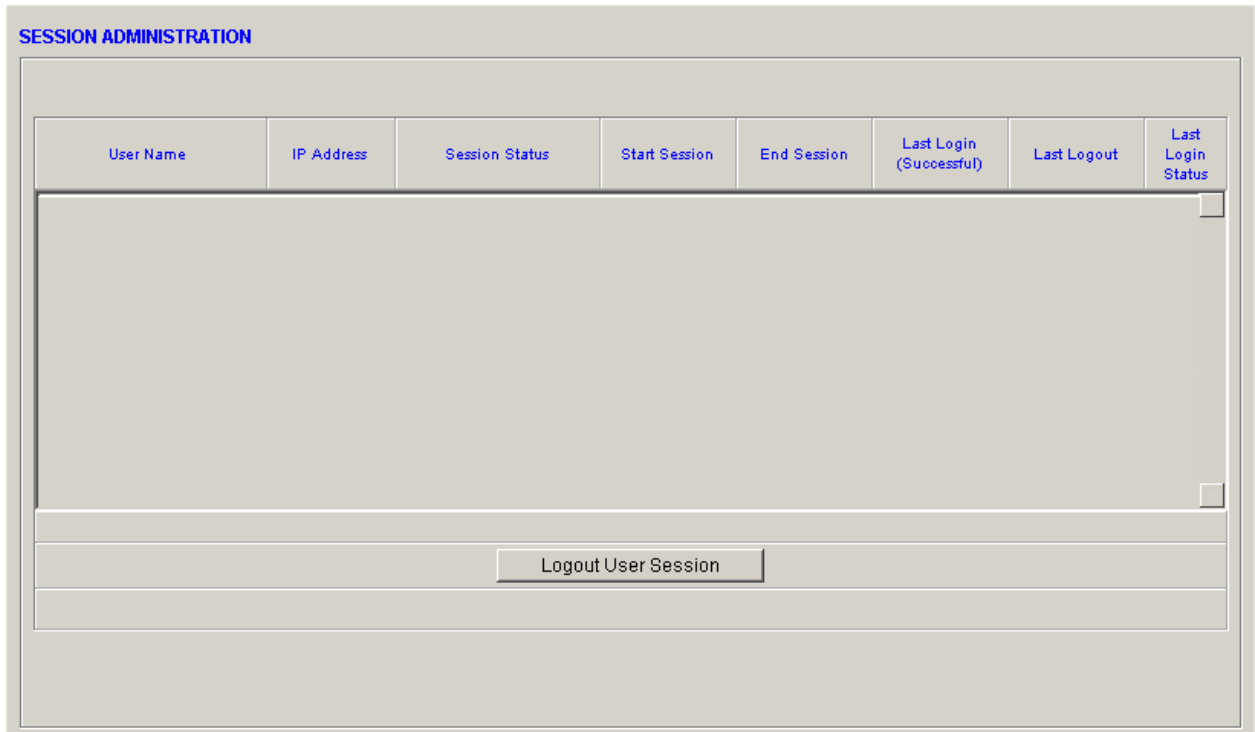 SESSION ADMINISTRATION
User Name
IP Address
Session Status
Start Session
End Session
Last Login
(Successful)
Last Logout
Last
Login
Status
Logout User Session